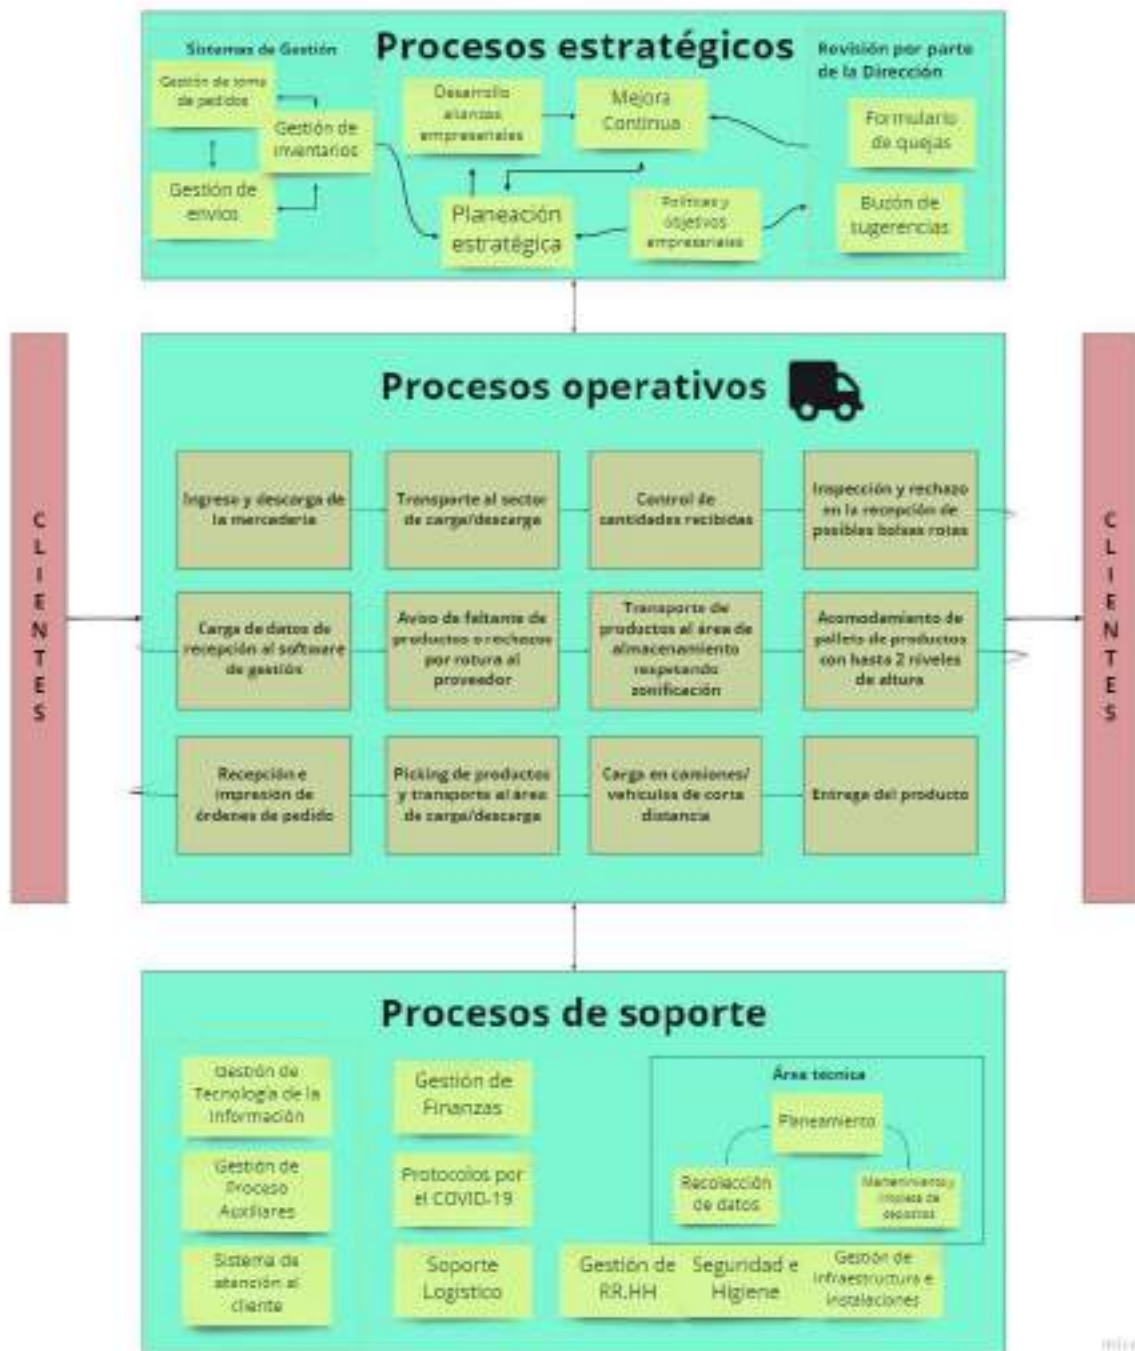 Sistemas de Gestión
Procesos estratégicos
Revisión por parte
de la Dirección
Gestión de toma
de pedidos
Gestión de
inventarios
Gestión de
envíos
Desarrollo
alianzas
empresariales
Mejora
Continua
Planeación
estratégica
Políticas y
objetivos
empresariales
Formulario
de quejas
Buzón de
sugerencias
CLIENTES
Procesos operativos
Ingreso y descarga de
la mercadería
Transporte al sector
de carga/descarga
Control de
cantidades recibidas
Inspección y rechazo
en la recepción de
posibles bolsas rotas
Carga de datos de
recepción al software
de gestión
Aviso de faltante de
productos o rechazos
por rotura al
proveedor
Transporte de
productos al área de
almacenamiento
respetando
zonificación
Acomodamiento de
pallets de productos
con hasta 2 niveles
de altura
Recepción e
impresión de
órdenes de pedido
Picking de productos
y transporte al área
de carga/descarga
Carga en camiones/
vehículos de corta
distancia
Entrega del producto
CLIENTES
Procesos de soporte
Gestión de
Tecnología de la
Información
Gestión de
Proceso
Auxiliares
Sistema de
atención al
cliente
Gestión de
Finanzas
Protocolos por
el COVID-19
Soporte
Logístico
Área técnica
Planeamiento
Recolección
de datos
Mantenimiento y
limpieza de
depósitos
Gestión de
RR.HH
Seguridad e
Higiene
Gestión de
infraestructura e
instalaciones
miro